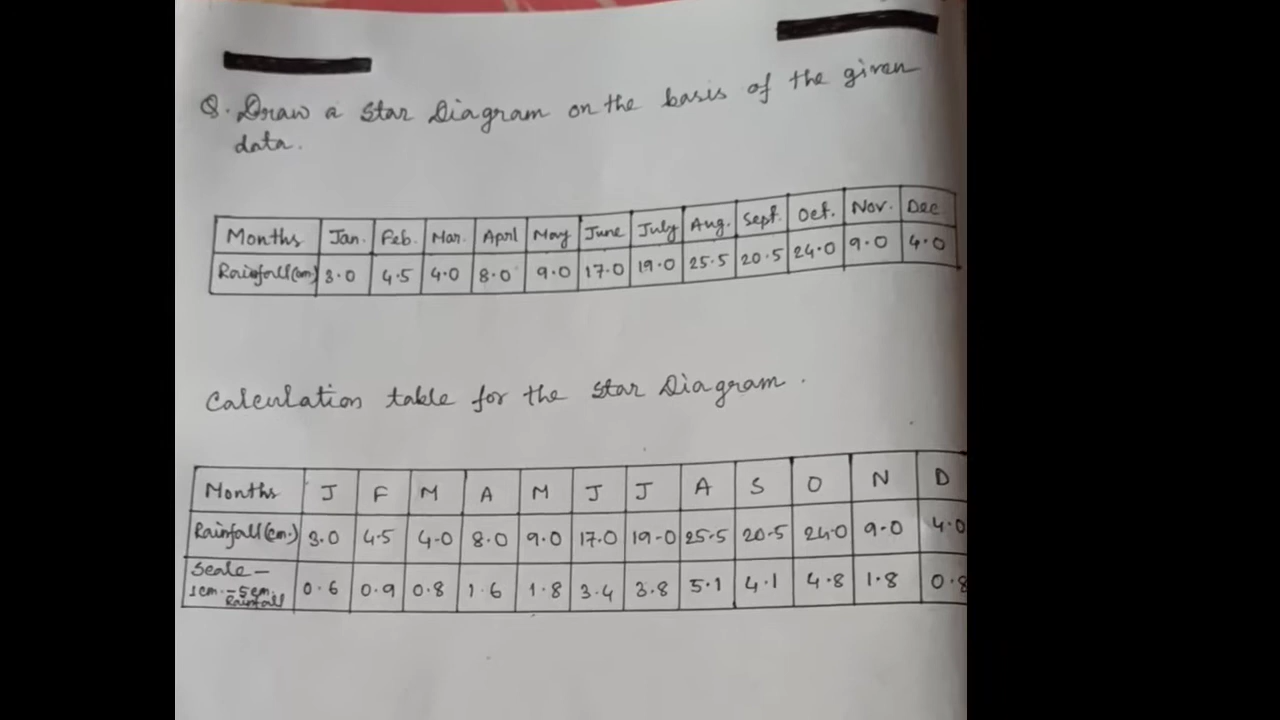 Q. Draw a Star Diagram on the basis of the given
data.
Months Jan. Feb. Mar. April May June July Aug. Sept. Oct. Nov. Dec
Rainfall(cm) 3.0 4.5 4.0 8.0 9.0 17.0 19.0 25.5 20.5 24.0 9.0 4.0
Calculation table for the Star Diagram.
Months J F M A M J J A S O N D
Rainfall(cm.) 3.0 4.5 4.0 8.0 9.0 17.0 19.0 25.5 20.5 24.0 9.0 4.0
Scale –
1cm. – 5cm. 0.6 0.9 0.8 1.6 1.8 3.4 3.8 5.1 4.1 4.8 1.8 0.8
Rainfall